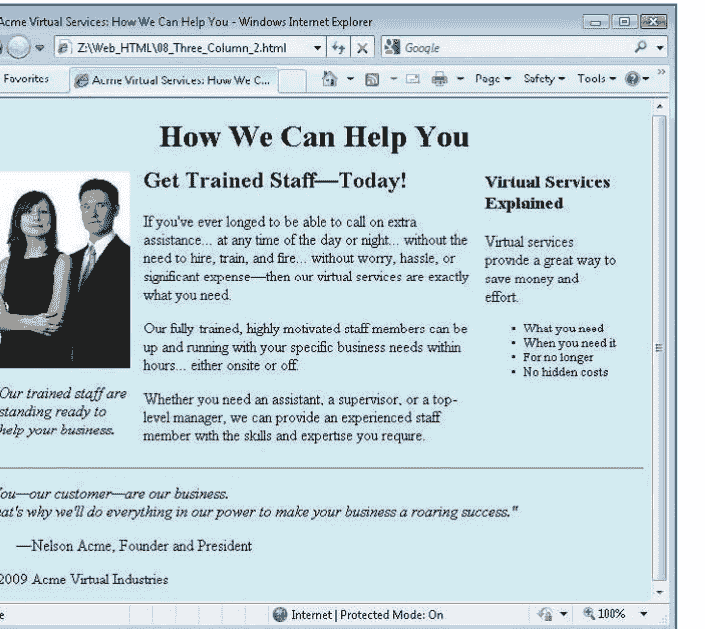 Acme Virtual Services: How We Can Help You - Windows Internet Explorer
Z:\Web_HTML\08_Three_Column_2.html
Google
Favorites
Acme Virtual Services: How We C...
Page
Safety
Tools
How We Can Help You
Get Trained Staff—Today!
If you've ever longed to be able to call on extra
assistance... at any time of the day or night... without the
need to hire, train, and fire... without worry, hassle, or
significant expense—then our virtual services are exactly
what you need.
Our fully trained, highly motivated staff members can be
up and running with your specific business needs within
hours... either onsite or off.
Whether you need an assistant, a supervisor, or a top-
level manager, we can provide an experienced staff
member with the skills and expertise you require.
Virtual Services
Explained
Virtual services
provide a great way to
save money and
effort.
• What you need
• When you need it
• For no longer
• No hidden costs
Our trained staff are
standing ready to
help your business.
You—our customer—are our business.
hat's why we'll do everything in our power to make your business a roaring success."
—Nelson Acme, Founder and President
2009 Acme Virtual Industries
Internet | Protected Mode: On
100%